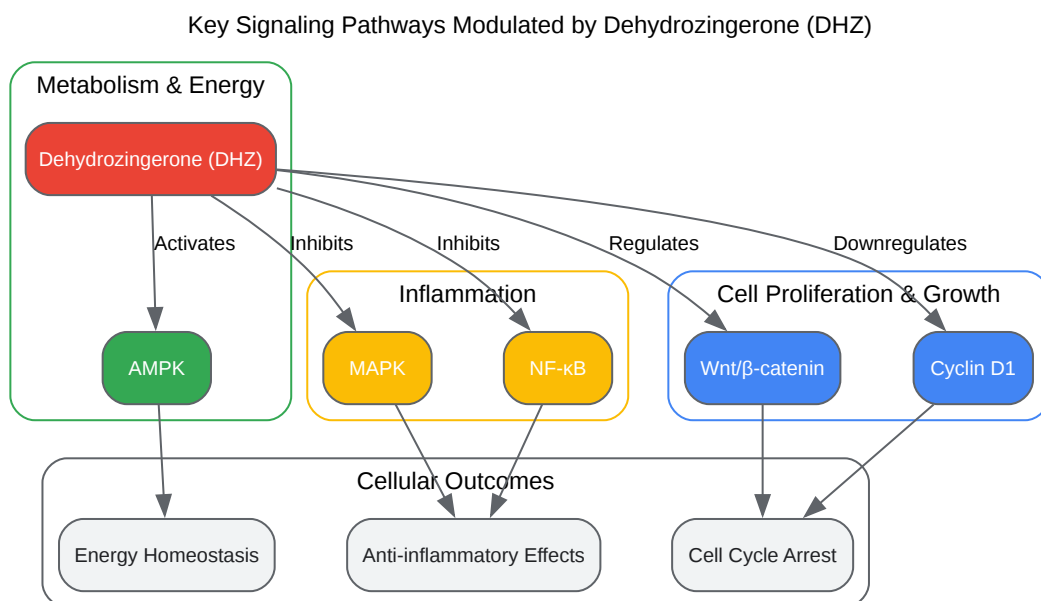 Key Signaling Pathways Modulated by Dehydrozingerone (DHZ)
Metabolism & Energy
Dehydrozingerone (DHZ)
Activates
Inhibits
Inhibits
Regulates
Downregulates
Inflammation
Cell Proliferation & Growth
AMPK
MAPK
NF-κB
Wnt/β-catenin
Cyclin D1
Cellular Outcomes
Energy Homeostasis
Anti-inflammatory Effects
Cell Cycle Arrest